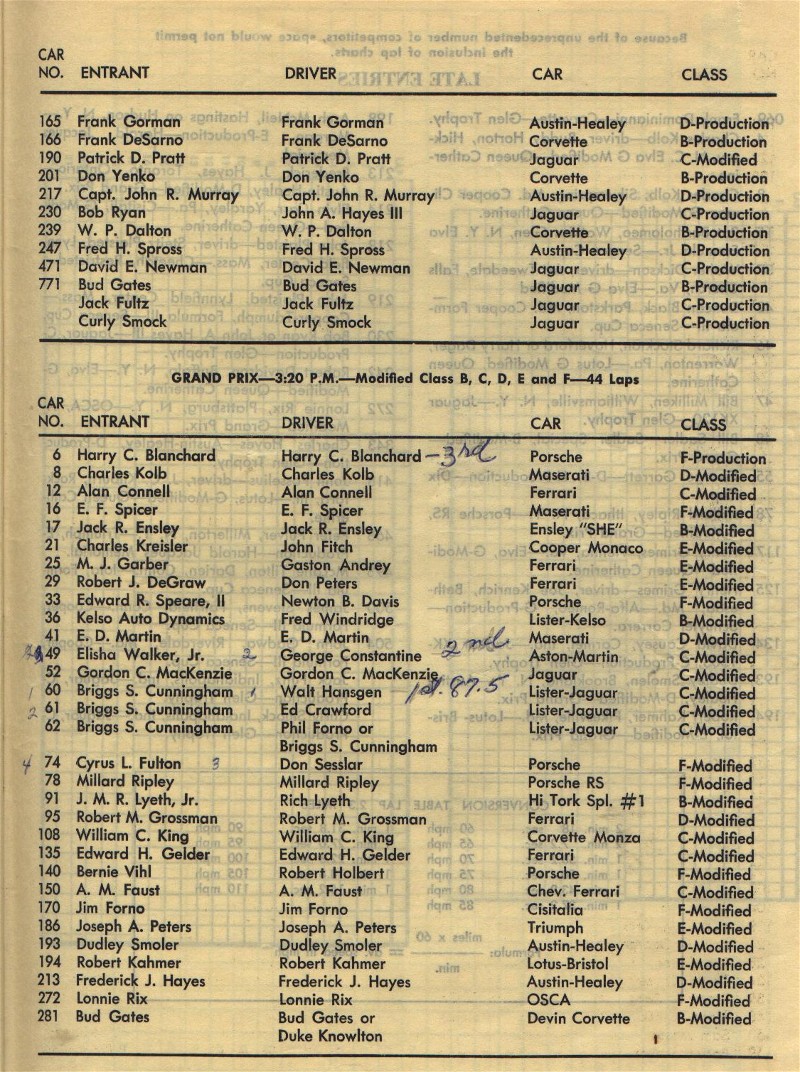 CAR
NO. ENTRANT DRIVER CAR CLASS
165 Frank Gorman Frank Gorman Austin-Healey D-Production
166 Frank DeSarno Frank DeSarno Corvette B-Production
190 Patrick D. Pratt Patrick D. Pratt Jaguar C-Modified
201 Don Yenko Don Yenko Corvette B-Production
217 Capt. John R. Murray Capt. John R. Murray Austin-Healey D-Production
230 Bob Ryan John A. Hayes III Jaguar C-Production
239 W. P. Dalton W. P. Dalton Corvette B-Production
247 Fred H. Spross Fred H. Spross Austin-Healey D-Production
471 David E. Newman David E. Newman Jaguar C-Production
771 Bud Gates Bud Gates Jaguar B-Production
Jack Fultz Jack Fultz Jaguar C-Production
Curly Smock Curly Smock Jaguar C-Production
GRAND PRIX—3:20 P.M.—Modified Class B, C, D, E and F—44 Laps
CAR
NO. ENTRANT DRIVER CAR CLASS
6 Harry C. Blanchard Harry C. Blanchard – 3rd Porsche F-Production
8 Charles Kolb Charles Kolb Maserati D-Modified
12 Alan Connell Alan Connell Ferrari C-Modified
16 E. F. Spicer E. F. Spicer Maserati F-Modified
17 Jack R. Ensley Jack R. Ensley Ensley "SHE" B-Modified
21 Charles Kreisler John Fitch Cooper Monaco E-Modified
25 M. J. Garber Gaston Andrey Ferrari E-Modified
29 Robert J. DeGraw Don Peters Ferrari E-Modified
33 Edward R. Speare, II Newton B. Davis Porsche F-Modified
36 Kelso Auto Dynamics Fred Windridge Lister-Kelso B-Modified
41 E. D. Martin E. D. Martin Maserati D-Modified
49 Elisha Walker, Jr. 2 George Constantine 2nd Aston-Martin C-Modified
52 Gordon C. MacKenzie Gordon C. MacKenzie Jaguar C-Modified
1 60 Briggs S. Cunningham 1 Walt Hansgen 1st. 87.5 Lister-Jaguar C-Modified
2 61 Briggs S. Cunningham Ed Crawford Lister-Jaguar C-Modified
62 Briggs S. Cunningham Phil Forno or Lister-Jaguar C-Modified
Briggs S. Cunningham
4 74 Cyrus L. Fulton 3 Don Sesslar Porsche F-Modified
78 Millard Ripley Millard Ripley Porsche RS F-Modified
91 J. M. R. Lyeth, Jr. Rich Lyeth Hi Tork Spl. #1 B-Modified
95 Robert M. Grossman Robert M. Grossman Ferrari D-Modified
108 William C. King William C. King Corvette Monza C-Modified
135 Edward H. Gelder Edward H. Gelder Ferrari C-Modified
140 Bernie Vihl Robert Holbert Porsche F-Modified
150 A. M. Faust A. M. Faust Chev. Ferrari C-Modified
170 Jim Forno Jim Forno Cisitalia F-Modified
186 Joseph A. Peters Joseph A. Peters Triumph E-Modified
193 Dudley Smoler Dudley Smoler Austin-Healey D-Modified
194 Robert Kahmer Robert Kahmer Lotus-Bristol E-Modified
213 Frederick J. Hayes Frederick J. Hayes Austin-Healey D-Modified
272 Lonnie Rix Lonnie Rix OSCA F-Modified
281 Bud Gates Bud Gates or Devin Corvette B-Modified
Duke Knowlton